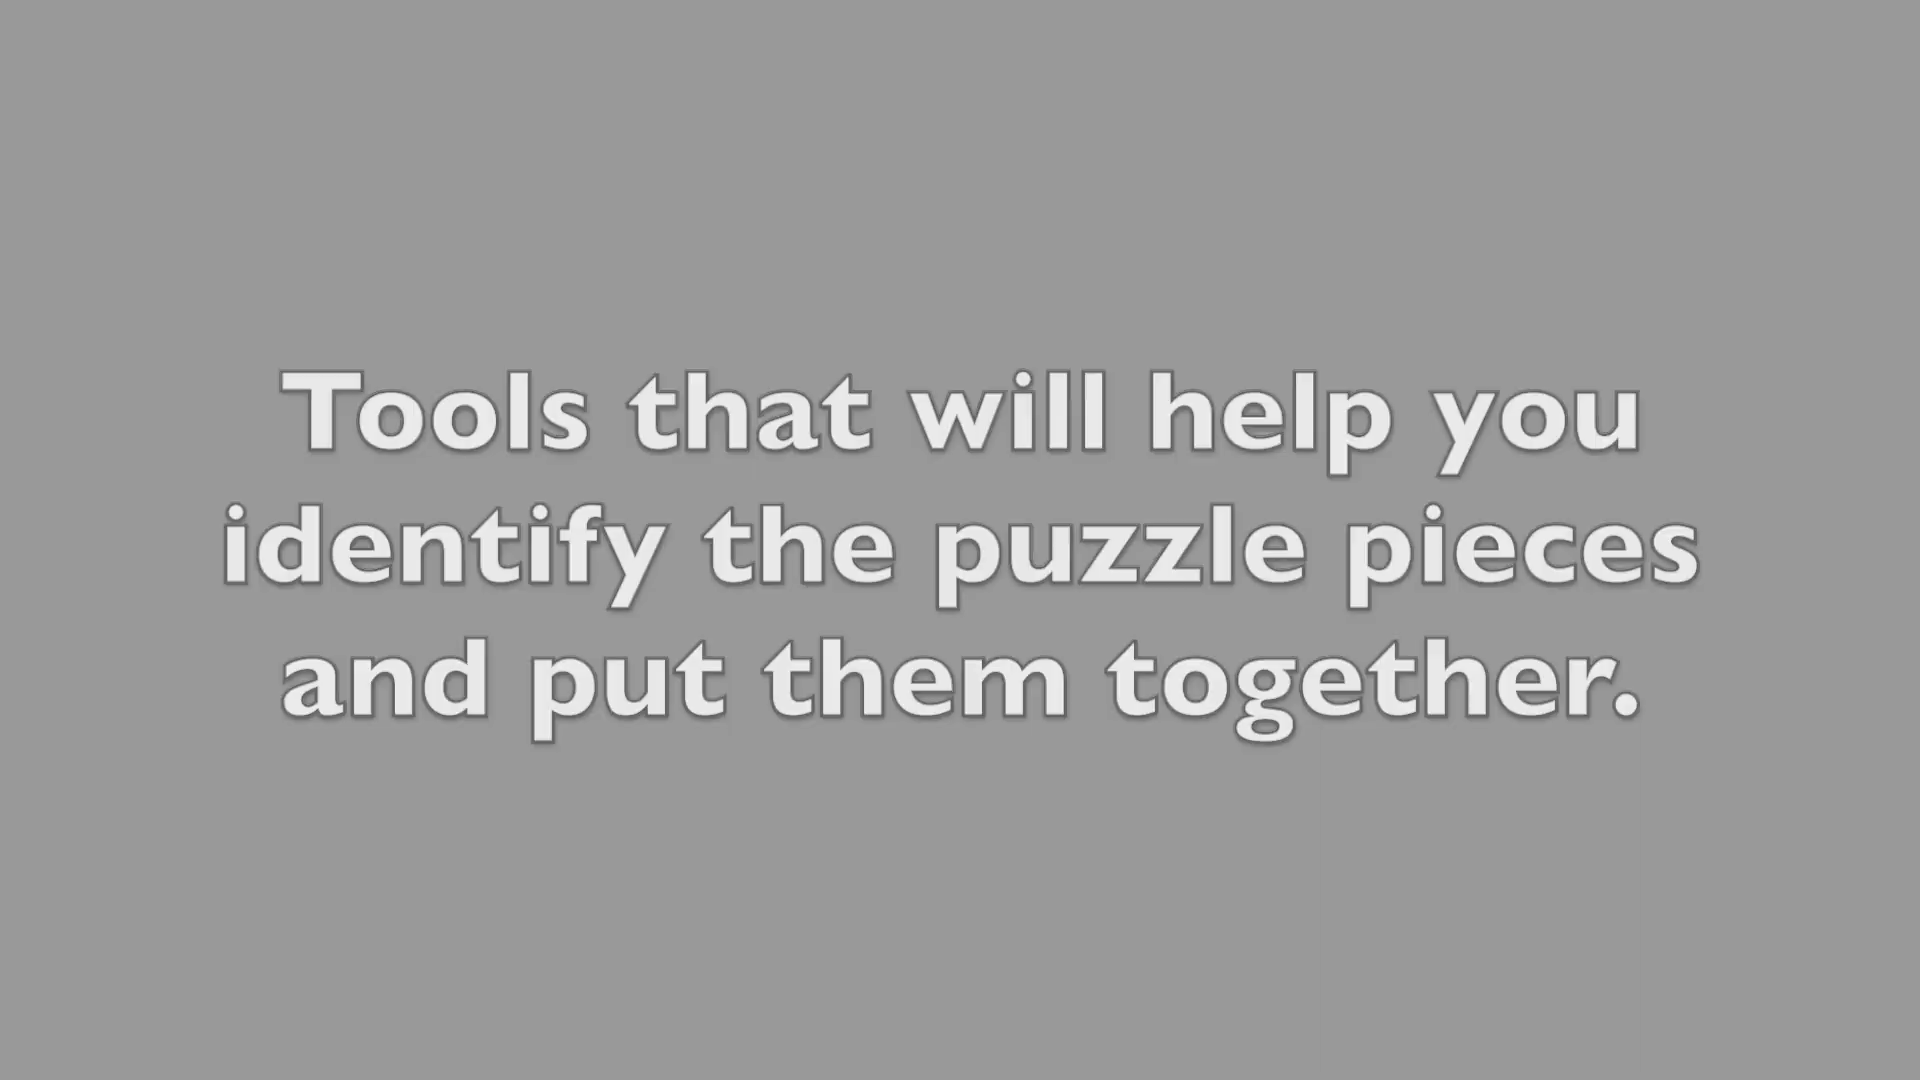 Tools that will help you
identify the puzzle pieces
and put them together.